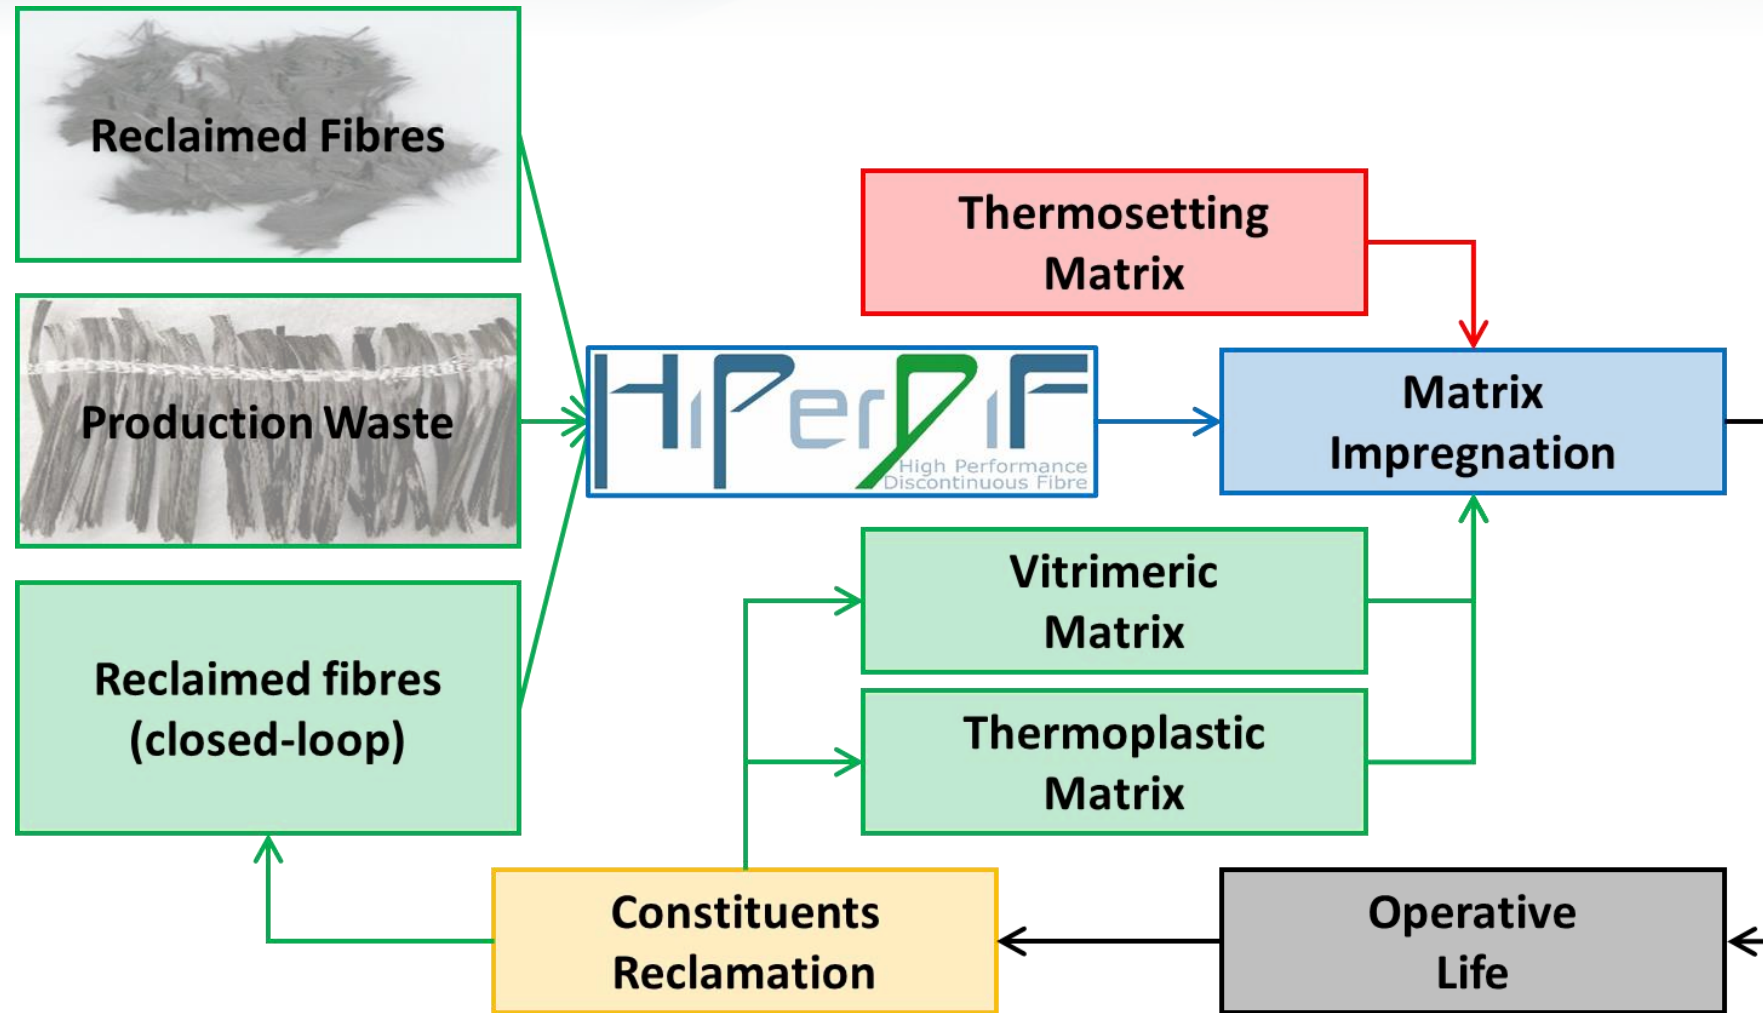 Reclaimed Fibres
Thermosetting
Matrix
Production Waste
HiPerDiF
High Performance
Discontinuous Fibre
Matrix
Impregnation
Vitrimeric
Matrix
Reclaimed fibres
(closed-loop)
Thermoplastic
Matrix
Constituents
Reclamation
Operative
Life